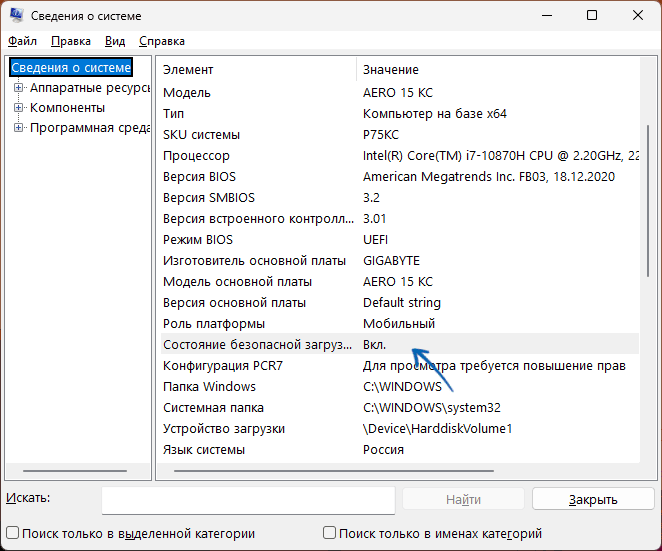 Сведения о системе
Файл Правка Вид Справка
Сведения о системе
Аппаратные ресурсы
Компоненты
Программная среда
Элемент Значение
Модель AERO 15 KC
Тип Компьютер на базе x64
SKU системы P75KC
Процессор Intel(R) Core(TM) i7-10870H CPU @ 2.20GHz, 22
Версия BIOS American Megatrends Inc. FB03, 18.12.2020
Версия SMBIOS 3.2
Версия встроенного контролл... 3.01
Режим BIOS UEFI
Изготовитель основной платы GIGABYTE
Модель основной платы AERO 15 KC
Версия основной платы Default string
Роль платформы Мобильный
Состояние безопасной загруз... Вкл.
Конфигурация PCR7 Для просмотра требуется повышение прав
Папка Windows C:\WINDOWS
Системная папка C:\WINDOWS\system32
Устройство загрузки \Device\HarddiskVolume1
Язык системы Россия
Искать: Найти Закрыть
Поиск только в выделенной категории Поиск только в именах категорий